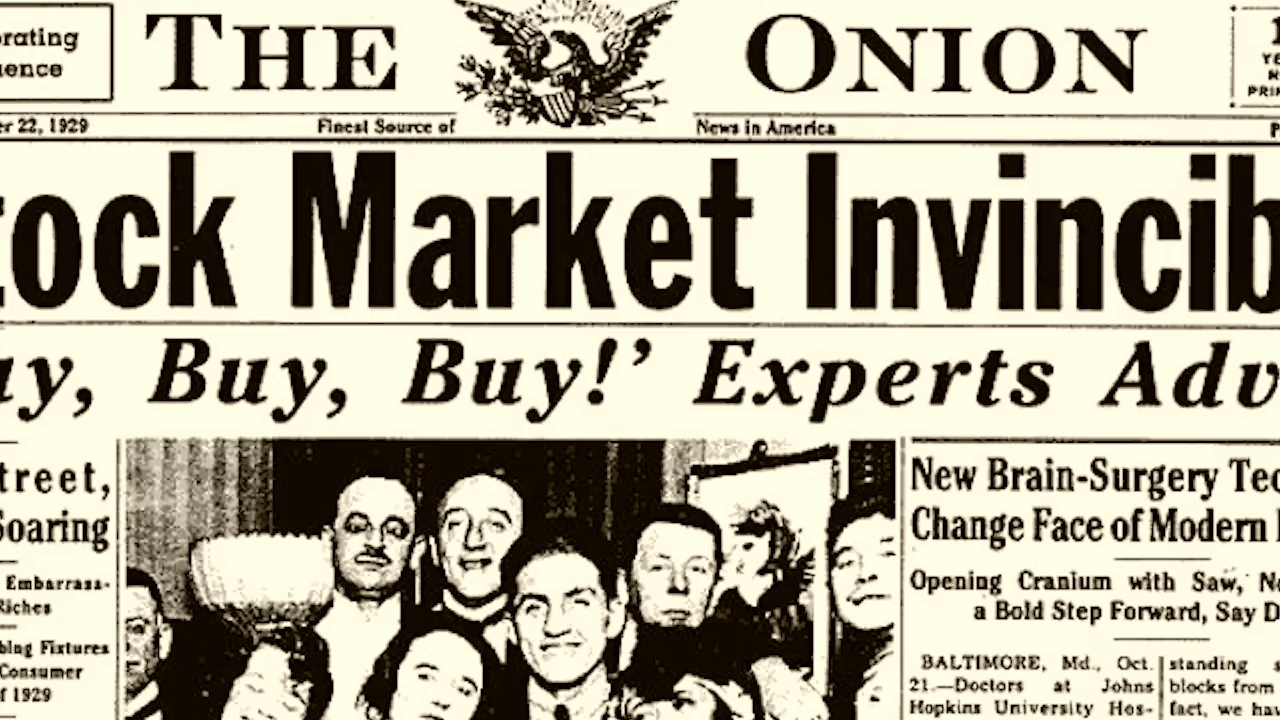 THE ONION
rating
ence
er 22, 1929
Finest Source of
News in America
tock Market Invincib
uy, Buy, Buy!’ Experts Adv
treet,
Soaring
Embarrass-
Riches
bing Fixtures
Consumer
f 1929
New Brain-Surgery Tec
Change Face of Modern
Opening Cranium with Saw,
a Bold Step Forward, Say D
BALTIMORE, Md., Oct.
21.—Doctors at Johns
Hopkins University Hos-
standing s
blocks from
fact, we hav